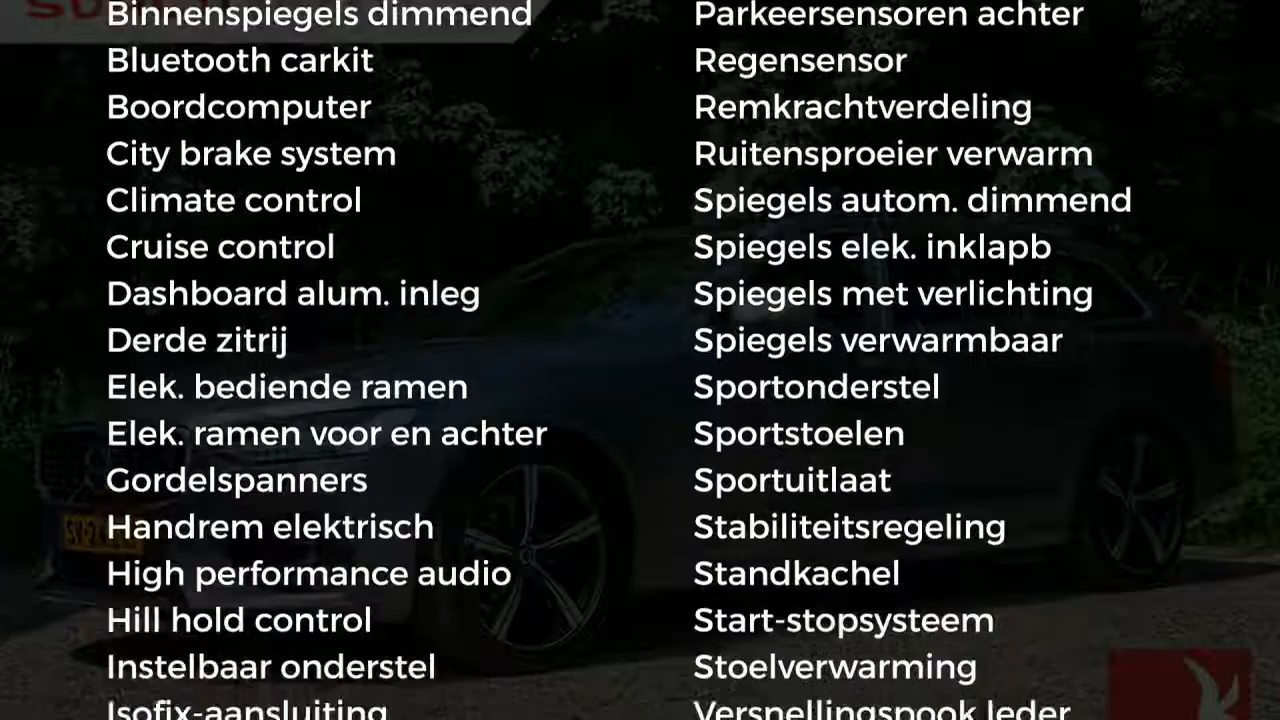 Binnenspiegels dimmend
Bluetooth carkit
Boordcomputer
City brake system
Climate control
Cruise control
Dashboard alum. inleg
Derde zitrij
Elek. bediende ramen
Elek. ramen voor en achter
Gordelspanners
Handrem elektrisch
High performance audio
Hill hold control
Instelbaar onderstel
Isofix-aansluiting
Parkeersensoren achter
Regensensor
Remkrachtverdeling
Ruitensproeier verwarm
Spiegels autom. dimmend
Spiegels elek. inklapb
Spiegels met verlichting
Spiegels verwarmbaar
Sportonderstel
Sportstoelen
Sportuitlaat
Stabiliteitsregeling
Standkachel
Start-stopsysteem
Stoelverwarming
Versnellingspook leder